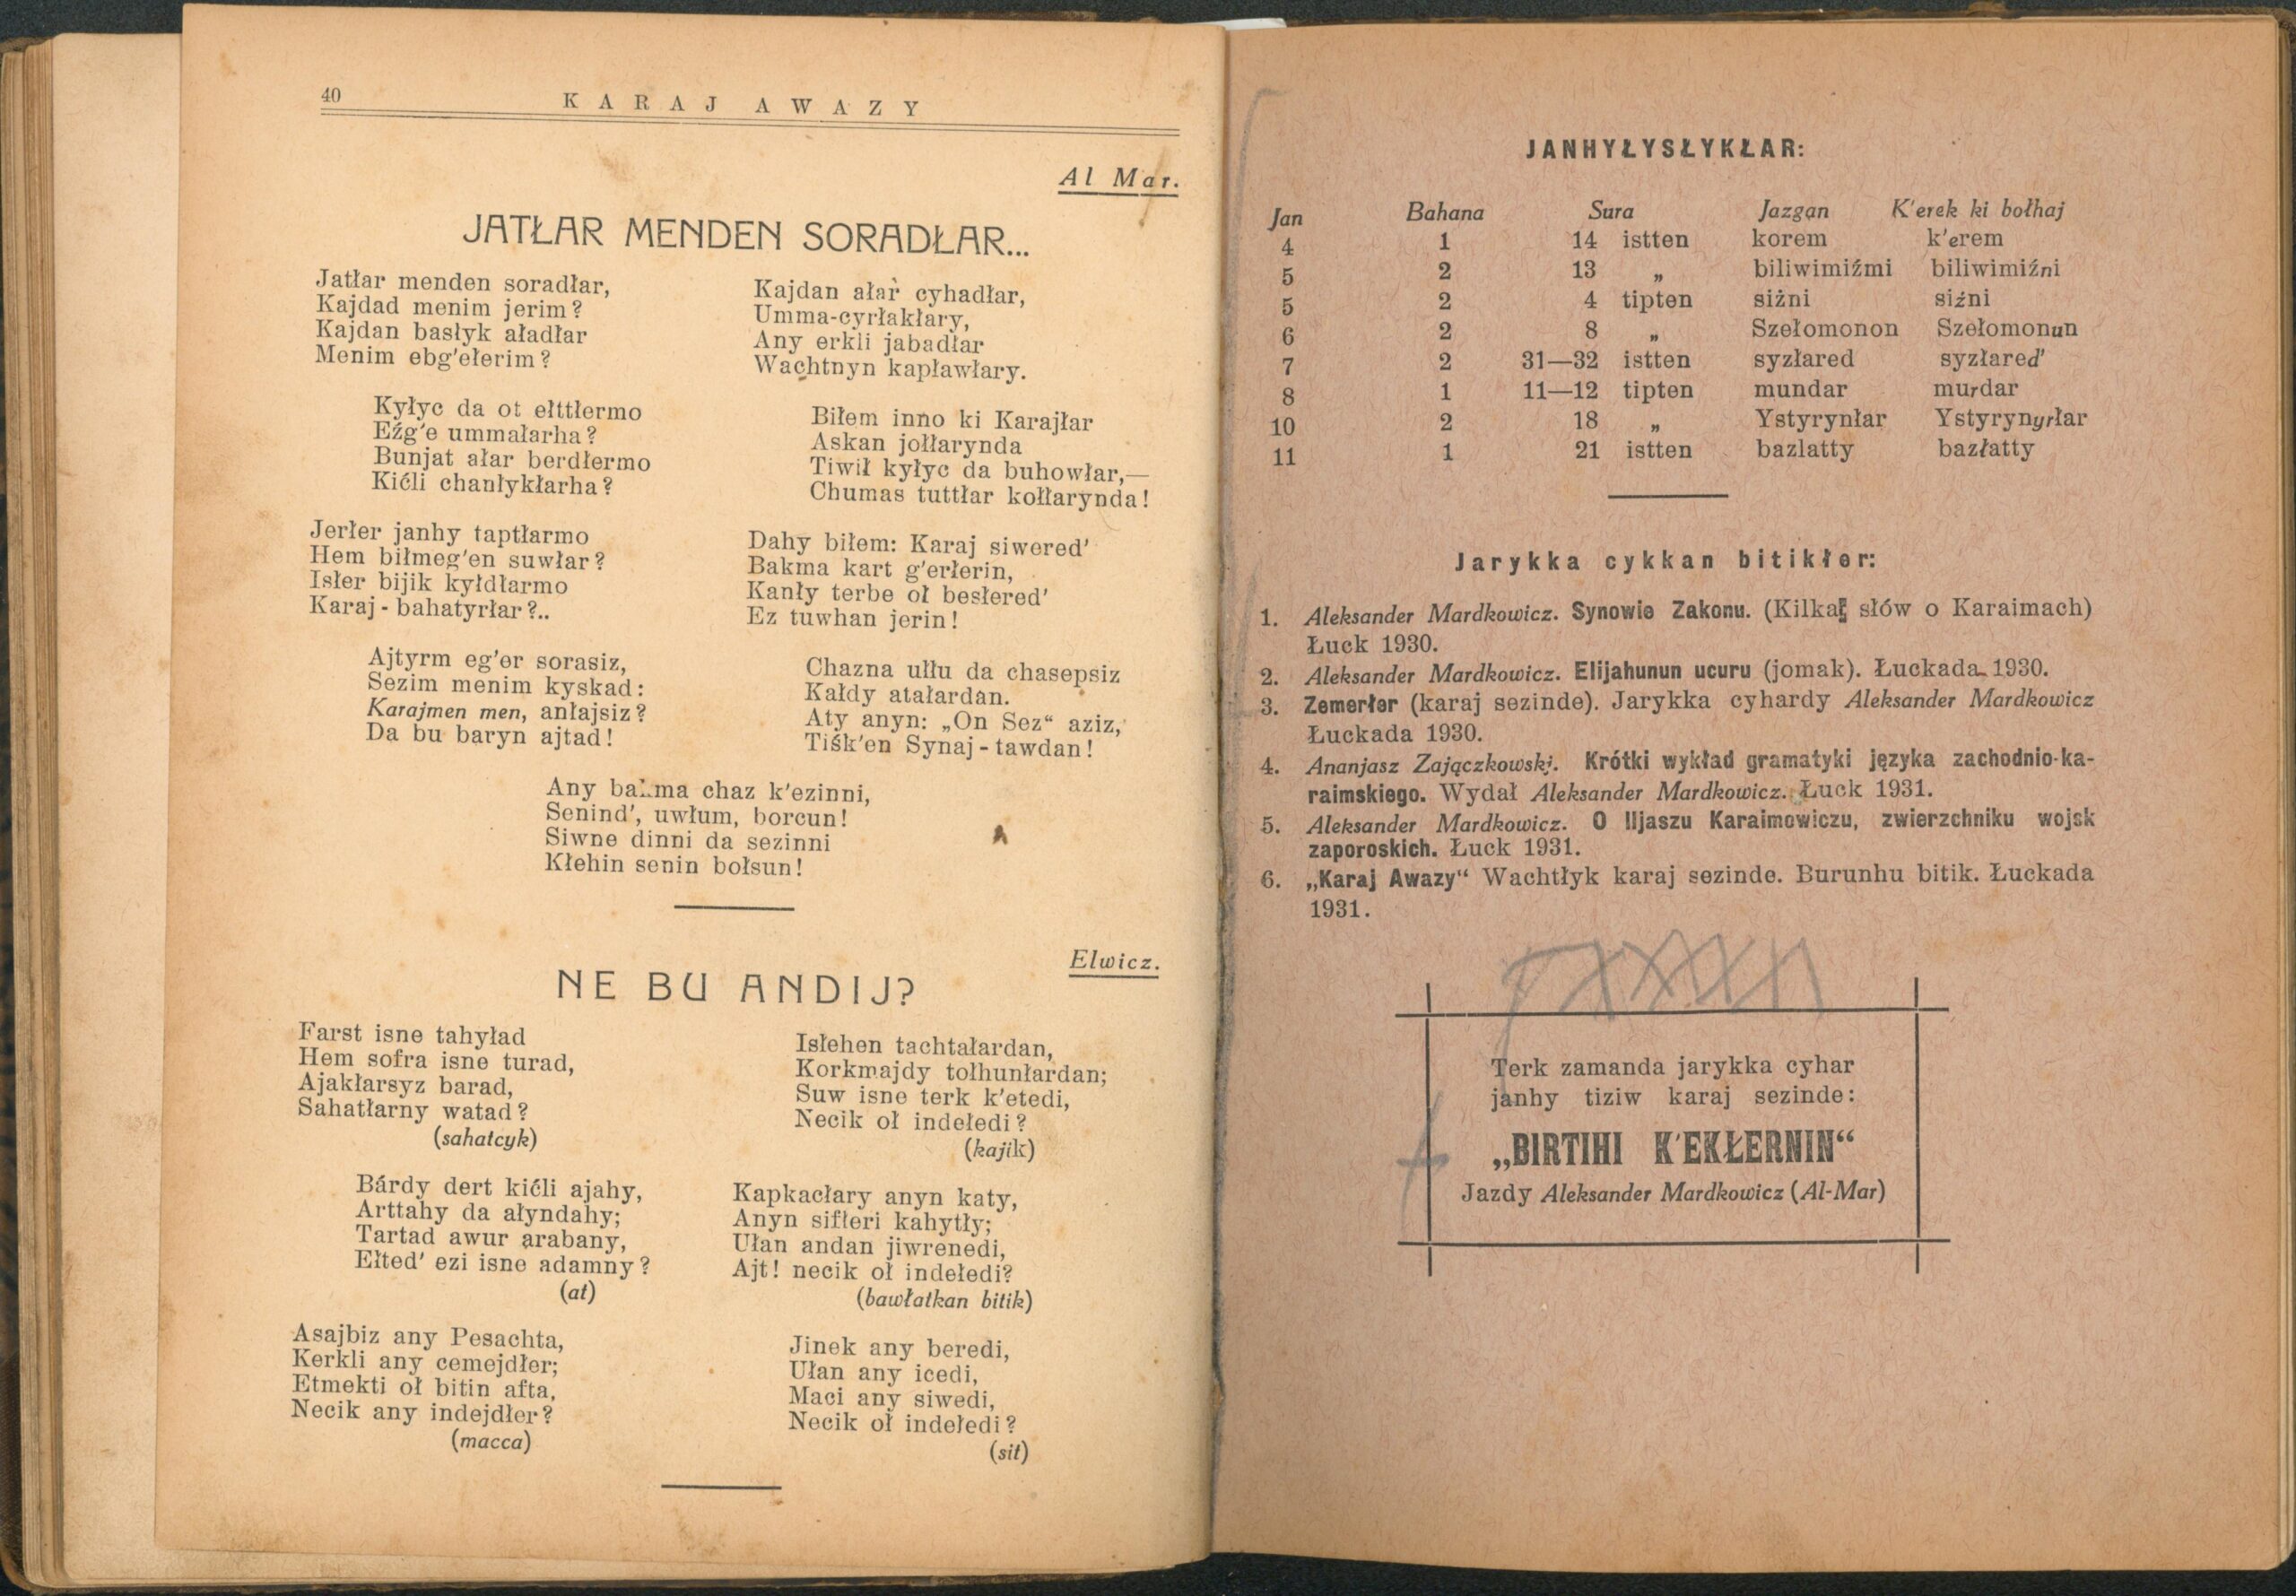 40
KARAJ AWAZY
Al Mar.
JATŁAR MENDEN SORADŁAR...
Jatłar menden soradłar,
Kajdad menim jerim?
Kajdan basłyk aładłar
Menim ebg'ełerim?
Kyłyc da ot ełttłermo
Eźg'e ummałarha?
Bunjat ałar berdłermo
Kićli chanłykłarha?
Jerłer janhy taptłarmo
Hem biłmeg'en suwłar?
Isłer bijik kyłdłarmo
Karaj - bahatyrłar?..
Ajtyrm eg'er sorasiz,
Sezim menim kyskad:
Karajmen men, anłajsiz?
Da bu baryn ajtad!
Kajdan ałar cyhadłar,
Umma-cyrłakłary,
Any erkli jabadłar
Wachtnyn kapławłary.
Biłem inno ki Karajłar
Askan jołłarynda
Tiwił kyłyc da buhowłar,—
Chumas tuttłar kołłarynda!
Dahy biłem: Karaj siwered'
Bakma kart g'erłerin,
Kanły terbe oł besłered'
Ez tuwhan jerin!
Chazna ułłu da chasepsiz
Kałdy atałardan.
Aty anyn: „On Sez“ aziz,
Tiśk'en Synaj - tawdan!
Any bakma chaz k'ezinni,
Senind', uwłum, borcun!
Siwne dinni da sezinni
Kłehin senin bołsun!
Elwicz.
NE BU ANDIJ?
Farst isne tahyład
Hem sofra isne turad,
Ajakłarsyz barad,
Sahatłarny watad?
(sahatcyk)
Bárdy dert kićli ajahy,
Arttahy da ałyndahy;
Tartad awur arabany,
Ełted' ezi isne adamny?
(at)
Asajbiz any Pesachta,
Kerkli any cemejdłer;
Etmekti oł bitin afta,
Necik any indejdłer?
(macca)
Isłehen tachtałardan,
Korkmajdy tołhunłardan;
Suw isne terk k'etedi,
Necik oł indełedi?
(kajik)
Kapkacłary anyn katy,
Anyn sifłeri kahytły;
Ułan andan jiwrenedi,
Ajt! necik oł indełedi?
(bawłatkan bitik)
Jinek any beredi,
Ułan any icedi,
Maci any siwedi,
Necik oł indełedi?
(sit)
JANHYŁYSŁYKŁAR:
Jan Bahana Sura Jazgan K'erek ki bołhaj
4 1 14 istten korem k'erem
5 2 13 „ biliwimiźmi biliwimiźni
5 2 4 tipten siżni siźni
6 2 8 „ Szełomonon Szełomonun
7 2 31—32 istten syzłared syzłared'
8 1 11—12 tipten mundar murdar
10 2 18 „ Ystyrynłar Ystyrynyrłar
11 1 21 istten bazlatty bazłatty
Jarykka cykkan bitikłer:
1. Aleksander Mardkowicz. Synowie Zakonu. (Kilka słów o Karaimach)
Łuck 1930.
2. Aleksander Mardkowicz. Elijahunun ucuru (jomak). Łuckada 1930.
3. Zemerłer (karaj sezinde). Jarykka cyhardy Aleksander Mardkowicz
Łuckada 1930.
4. Ananjasz Zajączkowski. Krótki wykład gramatyki języka zachodnio-ka-
raimskiego. Wydał Aleksander Mardkowicz. Łuck 1931.
5. Aleksander Mardkowicz. O Iljaszu Karaimowiczu, zwierzchniku wojsk
zaporoskich. Łuck 1931.
6. „Karaj Awazy“ Wachtłyk karaj sezinde. Burunhu bitik. Łuckada
1931.
Terk zamanda jarykka cyhar
janhy tiziw karaj sezinde:
„BIRTIHI K'EKŁERNIN“
Jazdy Aleksander Mardkowicz (Al-Mar)